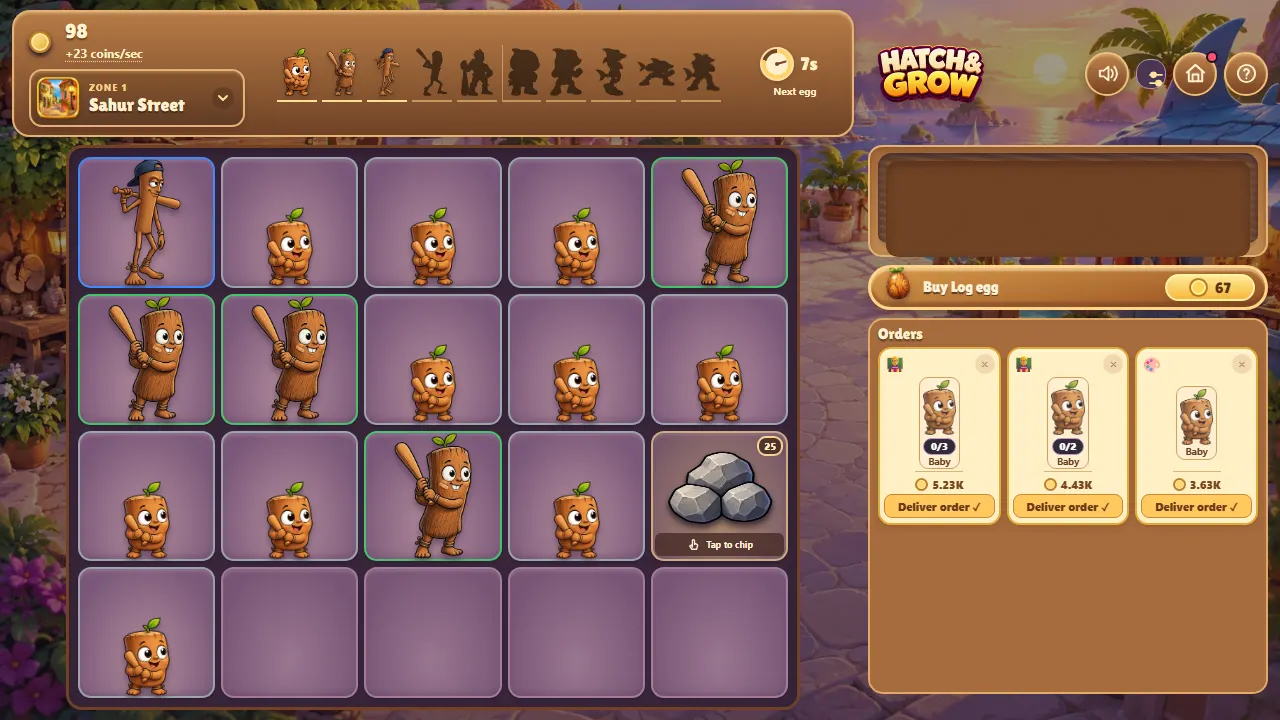 98
+23 coins/sec
ZONE 1
Sahur Street
7s
Next egg
HATCH&
GROW
?
25
Tap to chip
Buy Log egg
67
Orders
0/3
Baby
5.23K
Deliver order ✓
0/2
Baby
4.43K
Deliver order ✓
Baby
3.63K
Deliver order ✓